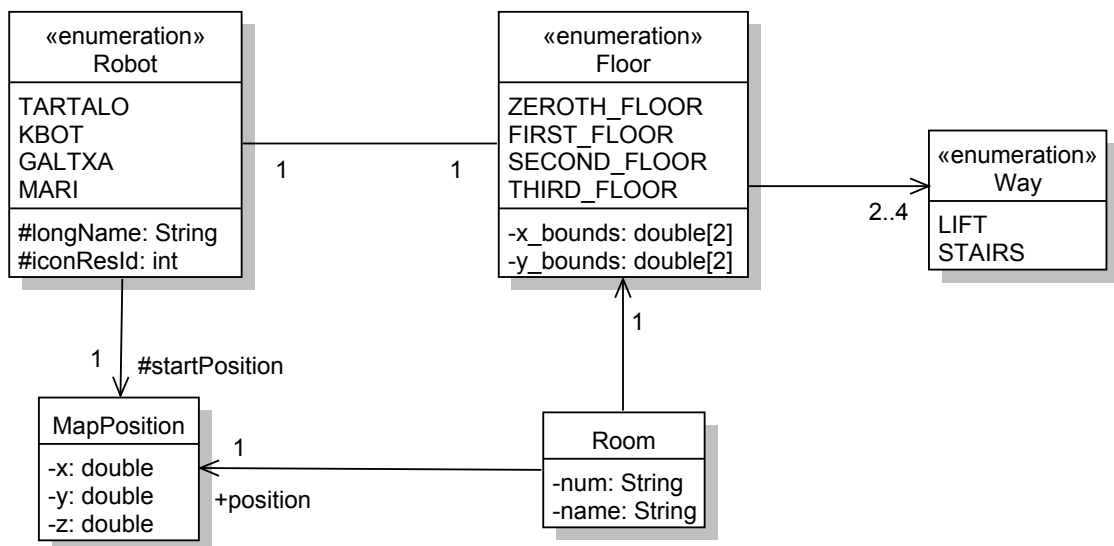 «enumeration»
Robot
TARTALO
KBOT
GALTXA
MARI
#longName: String
#iconResId: int
1
1
«enumeration»
Floor
ZEROTH_FLOOR
FIRST_FLOOR
SECOND_FLOOR
THIRD_FLOOR
-x_bounds: double[2]
-y_bounds: double[2]
2..4
«enumeration»
Way
LIFT
STAIRS
1
#startPosition
1
MapPosition
-x: double
-y: double
-z: double
1
+position
Room
-num: String
-name: String